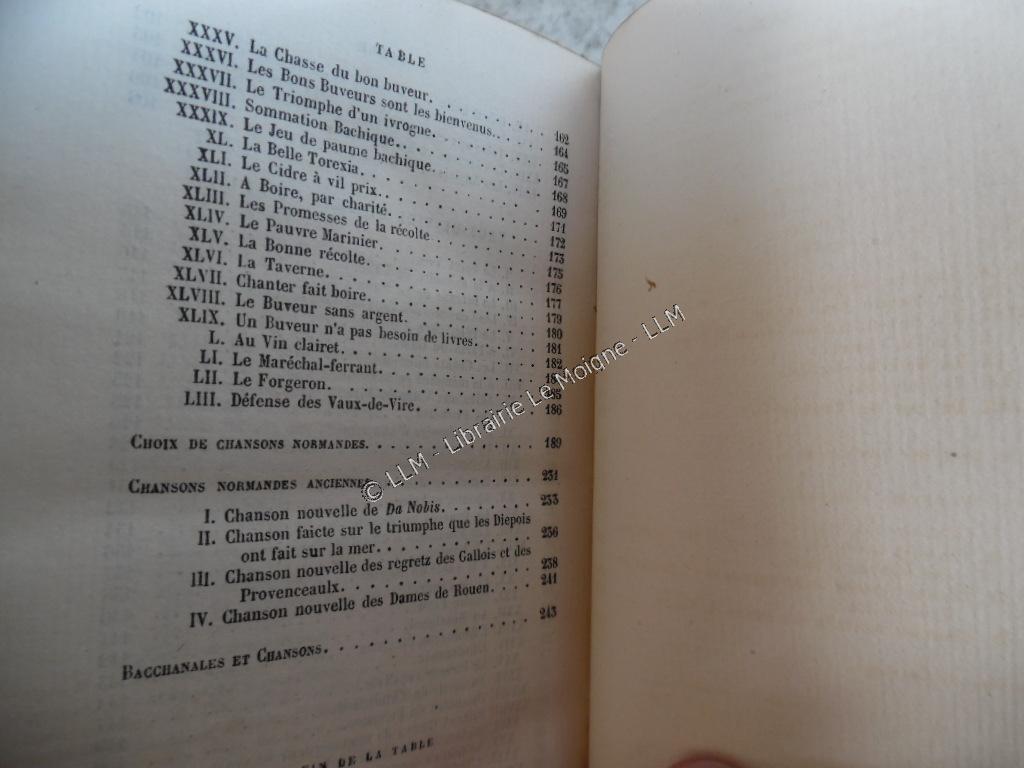 TABLE
XXXV. La Chasse du bon buveur. 162
XXXVI. Les Bons Buveurs sont les bienvenus. 164
XXXVII. Le Triomphe d'un ivrogne. 165
XXXVIII. Sommation Bachique. 167
XXXIX. Le Jeu de paume bachique. 168
XL. La Belle Torexia. 169
XLI. Le Cidre à vil prix. 171
XLII. A Boire, par charité. 172
XLIII. Les Promesses de la récolte 173
XLIV. Le Pauvre Marinier. 175
XLV. La Bonne récolte. 176
XLVI. La Taverne. 177
XLVII. Chanter fait boire. 179
XLVIII. Le Buveur sans argent. 180
XLIX. Un Buveur n'a pas besoin de livres. 181
L. Au Vin clairet. 182
LI. Le Maréchal-ferrant
LII. Le Forgeron. 185
LIII. Défense des Vaux-de-Vire. 186
CHOIX DE CHANSONS NORMANDES. 189
CHANSONS NORMANDES ANCIENNES 231
I. Chanson nouvelle de Da Nobis. 233
II. Chanson faicte sur le triumphe que les Diepois
ont fait sur la mer. 236
III. Chanson nouvelle des regretz des Gallois et des
Provenceaulx. 238
IV. Chanson nouvelle des Dames de Rouen. 241
BACCHANALES ET CHANSONS. 243
FIN DE LA TABLE
© LLM - Librairie Le Moigne - LLM